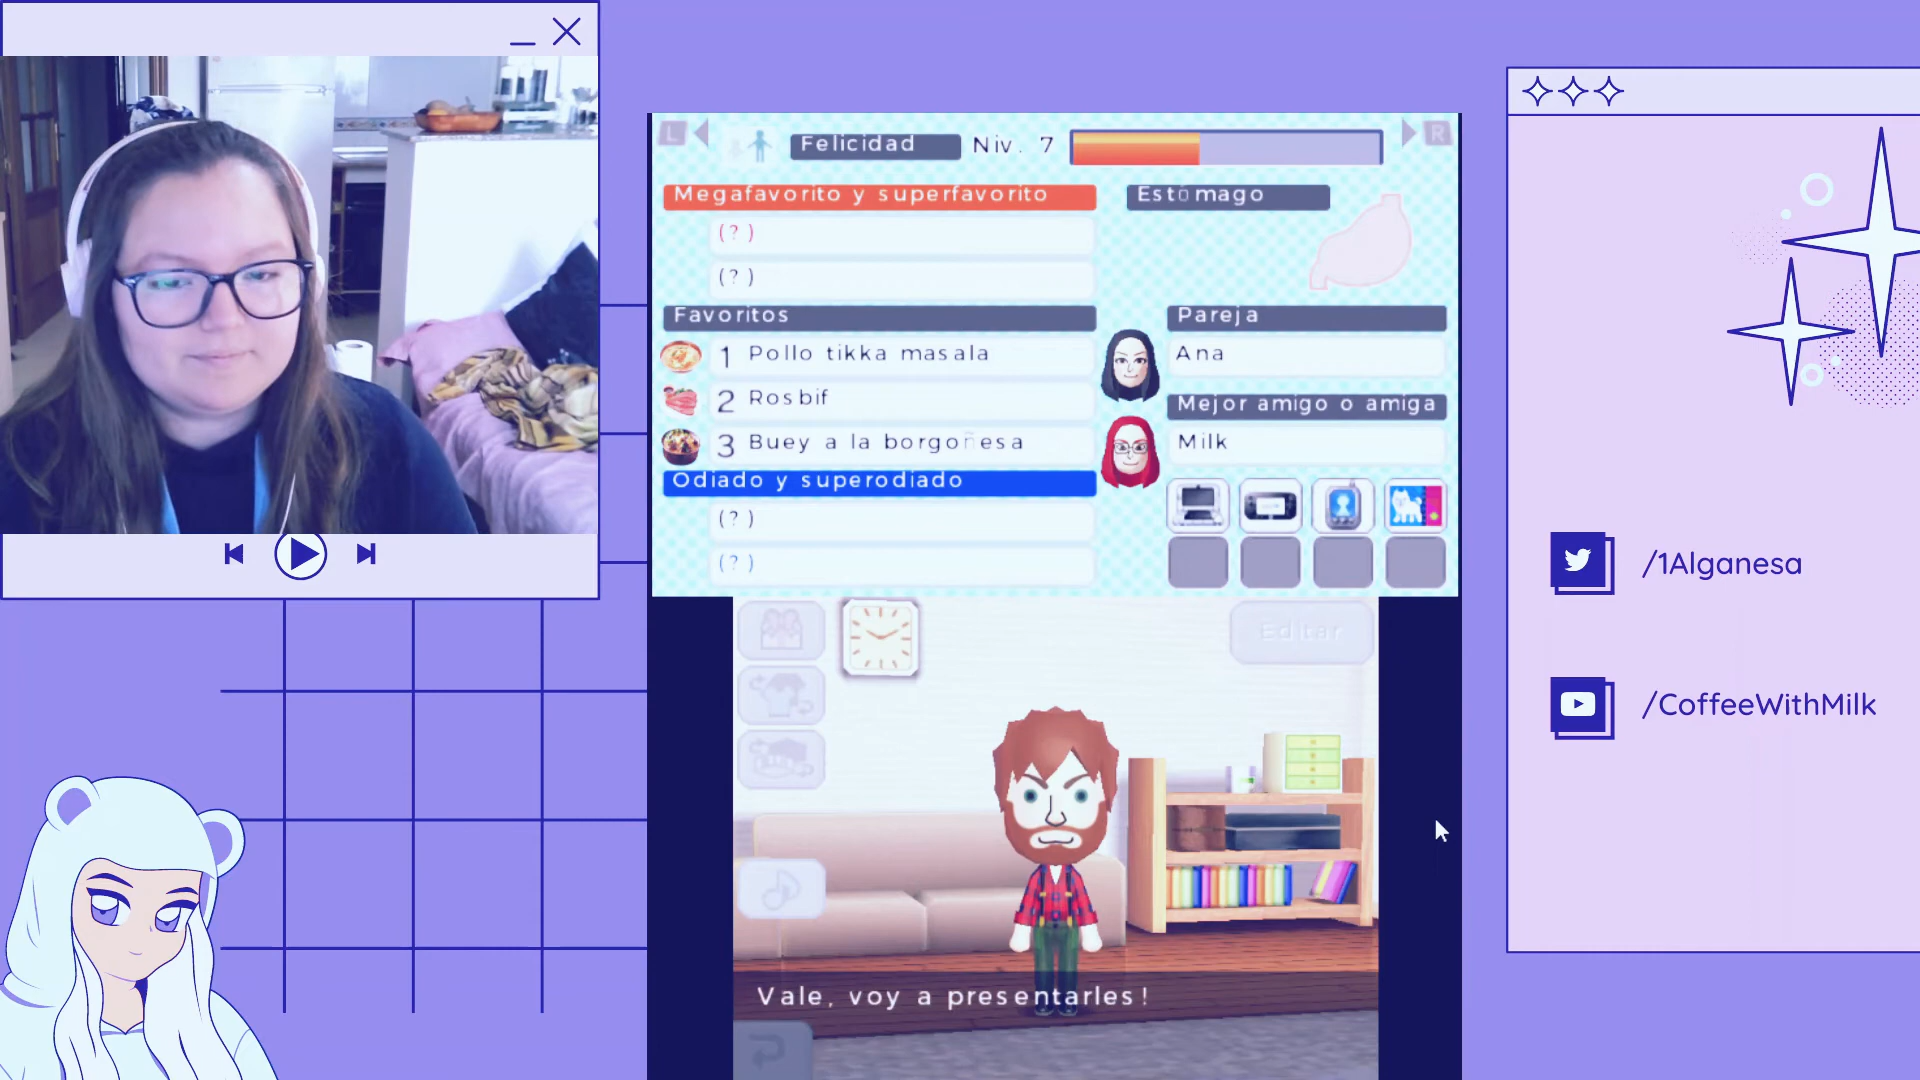 L
R
Felicidad
Niv. 7
Megafavorito y superfavorito
Estómago
(?)
(?)
Favoritos
Pareja
1 Pollo tikka masala
Ana
2 Rosbif
Mejor amigo o amiga
3 Buey a la borgoñesa
Milk
Odiado y superodiado
(?)
(?)
Editar
/1Alganesa
/CoffeeWithMilk
Vale, voy a presentarles!